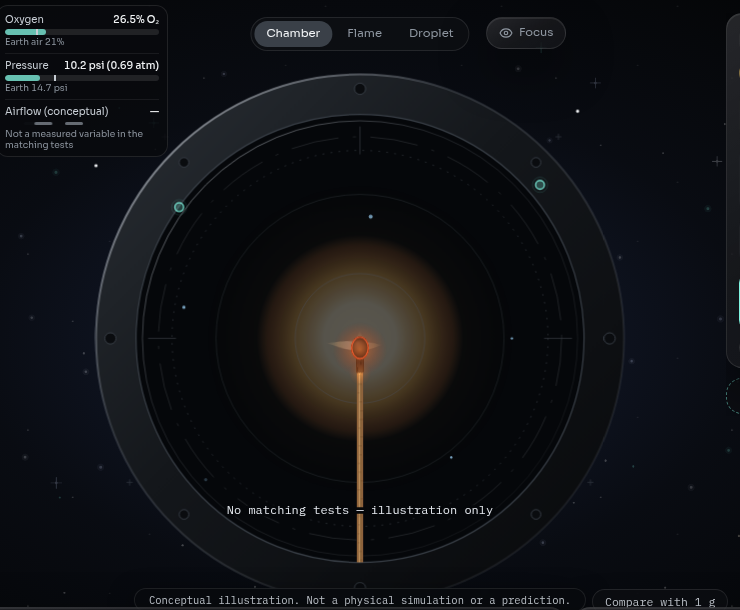 Oxygen 26.5% O₂
Earth air 21%
Pressure 10.2 psi (0.69 atm)
Earth 14.7 psi
Airflow (conceptual) —
Not a measured variable in the
matching tests
Chamber Flame Droplet Focus
No matching tests — illustration only
Conceptual illustration. Not a physical simulation or a prediction. Compare with 1 g